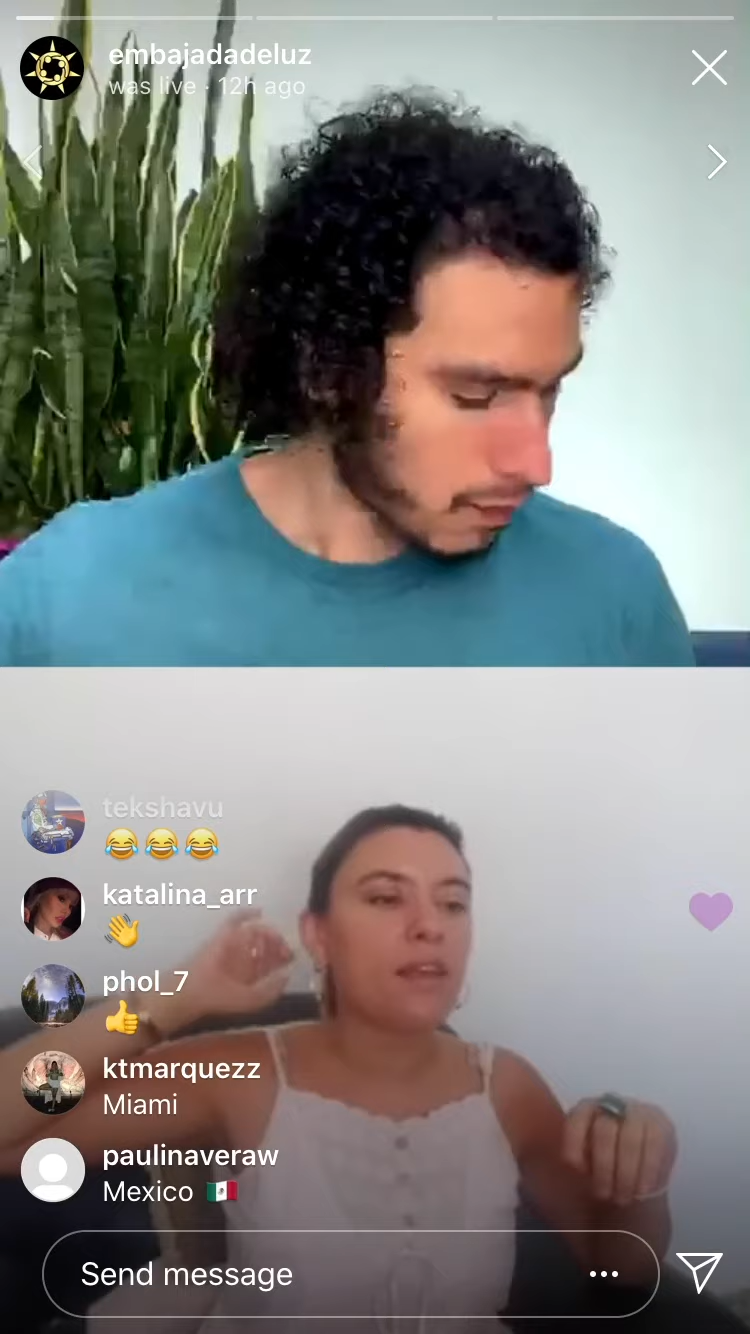 embajadadeluz
was live · 12h ago
tekshavu
😂😂😂
katalina_arr
👋
phol_7
👍
ktmarquezz
Miami
paulinaveraw
Mexico 🇲🇽
Send message